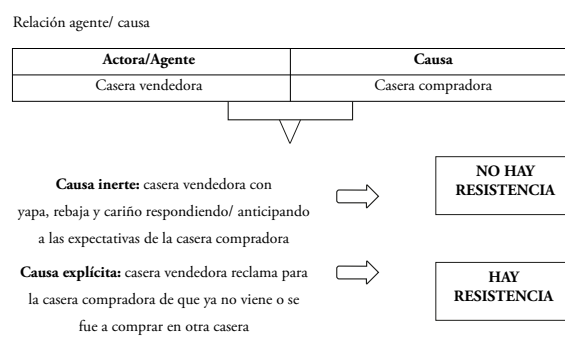 Relación agente/ causa
Actora/Agente Causa
Casera vendedora Casera compradora
Causa inerte: casera vendedora con
yapa, rebaja y cariño respondiendo/ anticipando
a las expectativas de la casera compradora
NO HAY
RESISTENCIA
Causa explícita: casera vendedora reclama para
la casera compradora de que ya no viene o se
fue a comprar en otra casera
HAY
RESISTENCIA